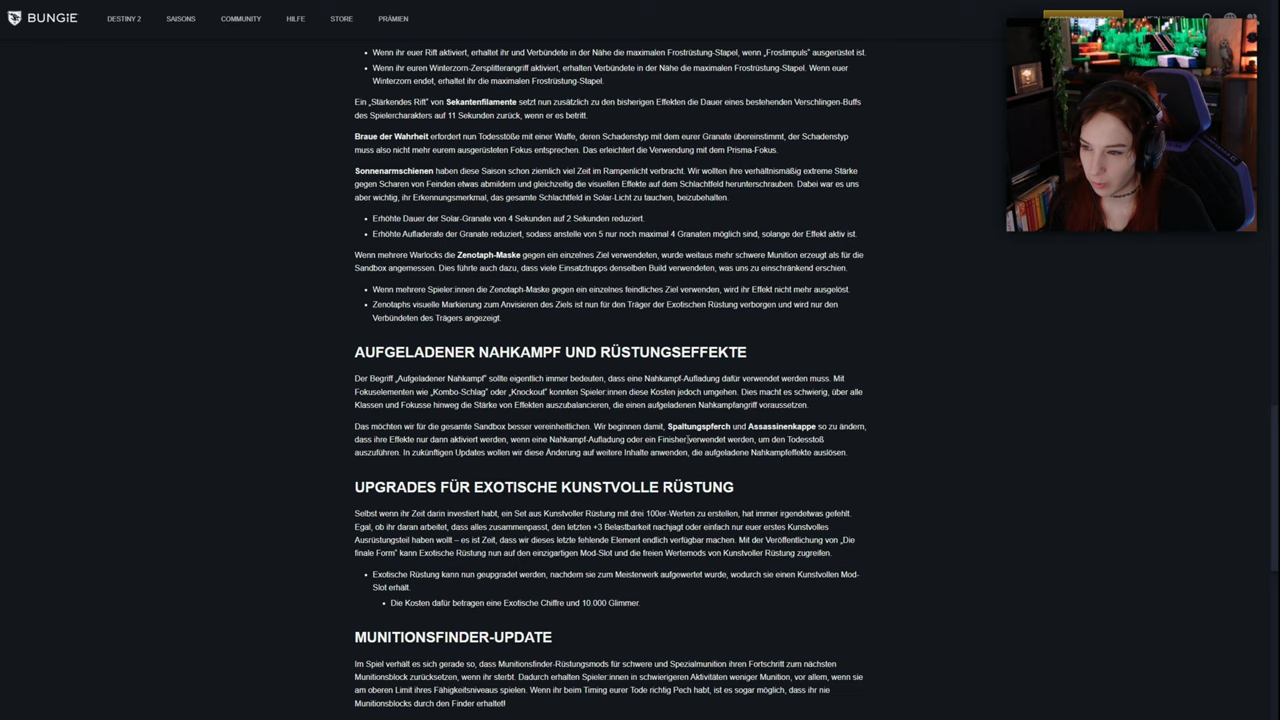 BUNGiE
DESTINY 2
SAISONS
COMMUNITY
HILFE
STORE
PRÄMIEN
• Wenn ihr euer Rift aktiviert, erhaltet ihr und Verbündete in der Nähe die maximalen Frostrüstung-Stapel, wenn „Frostimpuls" ausgerüstet ist.
• Wenn ihr euren Winterzorn-Zersplitterangriff aktiviert, erhalten Verbündete in der Nähe die maximalen Frostrüstung-Stapel. Wenn euer
Winterzorn endet, erhaltet ihr die maximalen Frostrüstung-Stapel.
Ein „Stärkendes Rift" von Sekantenfilamente setzt nun zusätzlich zu den bisherigen Effekten die Dauer eines bestehenden Verschlingen-Buffs
des Spielercharakters auf 11 Sekunden zurück, wenn er es betritt.
Braue der Wahrheit erfordert nun Todesstöße mit einer Waffe, deren Schadenstyp mit dem eurer Granate übereinstimmt, der Schadenstyp
muss also nicht mehr eurem ausgerüsteten Fokus entsprechen. Das erleichtert die Verwendung mit dem Prisma-Fokus.
Sonnenarmschienen haben diese Saison schon ziemlich viel Zeit im Rampenlicht verbracht. Wir wollten ihre verhältnismäßig extreme Stärke
gegen Scharen von Feinden etwas abmildern und gleichzeitig die visuellen Effekte auf dem Schlachtfeld herunterschrauben. Dabei war es uns
aber wichtig, ihr Erkennungsmerkmal, das gesamte Schlachtfeld in Solar-Licht zu tauchen, beizubehalten.
• Erhöhte Dauer der Solar-Granate von 4 Sekunden auf 2 Sekunden reduziert.
• Erhöhte Aufladerate der Granate reduziert, sodass anstelle von 5 nur noch maximal 4 Granaten möglich sind, solange der Effekt aktiv ist.
Wenn mehrere Warlocks die Zenotaph-Maske gegen ein einzelnes Ziel verwendeten, wurde weitaus mehr schwere Munition erzeugt als für die
Sandbox angemessen. Dies führte auch dazu, dass viele Einsatztrupps denselben Build verwendeten, was uns zu einschränkend erschien.
• Wenn mehrere Spieler:innen die Zenotaph-Maske gegen ein einzelnes feindliches Ziel verwenden, wird ihr Effekt nicht mehr ausgelöst.
• Zenotaphs visuelle Markierung zum Anvisieren des Ziels ist nun für den Träger der Exotischen Rüstung verborgen und wird nur den
Verbündeten des Trägers angezeigt.
AUFGELADENER NAHKAMPF UND RÜSTUNGSEFFEKTE
Der Begriff „Aufgeladener Nahkampf" sollte eigentlich immer bedeuten, dass eine Nahkampf-Aufladung dafür verwendet werden muss. Mit
Fokuselementen wie „Kombo-Schlag" oder „Knockout" konnten Spieler:innen diese Kosten jedoch umgehen. Dies macht es schwierig, über alle
Klassen und Fokusse hinweg die Stärke von Effekten auszubalancieren, die einen aufgeladenen Nahkampfangriff voraussetzen.
Das möchten wir für die gesamte Sandbox besser vereinheitlichen. Wir beginnen damit, Spaltungspferch und Assassinenkappe so zu ändern,
dass ihre Effekte nur dann aktiviert werden, wenn eine Nahkampf-Aufladung oder ein Finisher verwendet werden, um den Todesstoß
auszuführen. In zukünftigen Updates wollen wir diese Änderung auf weitere Inhalte anwenden, die aufgeladene Nahkampfeffekte auslösen.
UPGRADES FÜR EXOTISCHE KUNSTVOLLE RÜSTUNG
Selbst wenn ihr Zeit darin investiert habt, ein Set aus Kunstvoller Rüstung mit drei 100er-Werten zu erstellen, hat immer irgendetwas gefehlt.
Egal, ob ihr daran arbeitet, dass alles zusammenpasst, den letzten +3 Belastbarkeit nachjagt oder einfach nur euer erstes Kunstvolles
Ausrüstungsteil haben wollt – es ist Zeit, dass wir dieses letzte fehlende Element endlich verfügbar machen. Mit der Veröffentlichung von „Die
finale Form" kann Exotische Rüstung nun auf den einzigartigen Mod-Slot und die freien Wertemods von Kunstvoller Rüstung zugreifen.
• Exotische Rüstung kann nun geupgradet werden, nachdem sie zum Meisterwerk aufgewertet wurde, wodurch sie einen Kunstvollen Mod-
Slot erhält.
• Die Kosten dafür betragen eine Exotische Chiffre und 10.000 Glimmer.
MUNITIONSFINDER-UPDATE
Im Spiel verhält es sich gerade so, dass Munitionsfinder-Rüstungsmods für schwere und Spezialmunition ihren Fortschritt zum nächsten
Munitionsblock zurücksetzen, wenn ihr sterbt. Dadurch erhalten Spieler:innen in schwierigeren Aktivitäten weniger Munition, vor allem, wenn sie
am oberen Limit ihres Fähigkeitsniveaus spielen. Wenn ihr beim Timing eurer Tode richtig Pech habt, ist es sogar möglich, dass ihr nie
Munitionsblocks durch den Finder erhaltet!